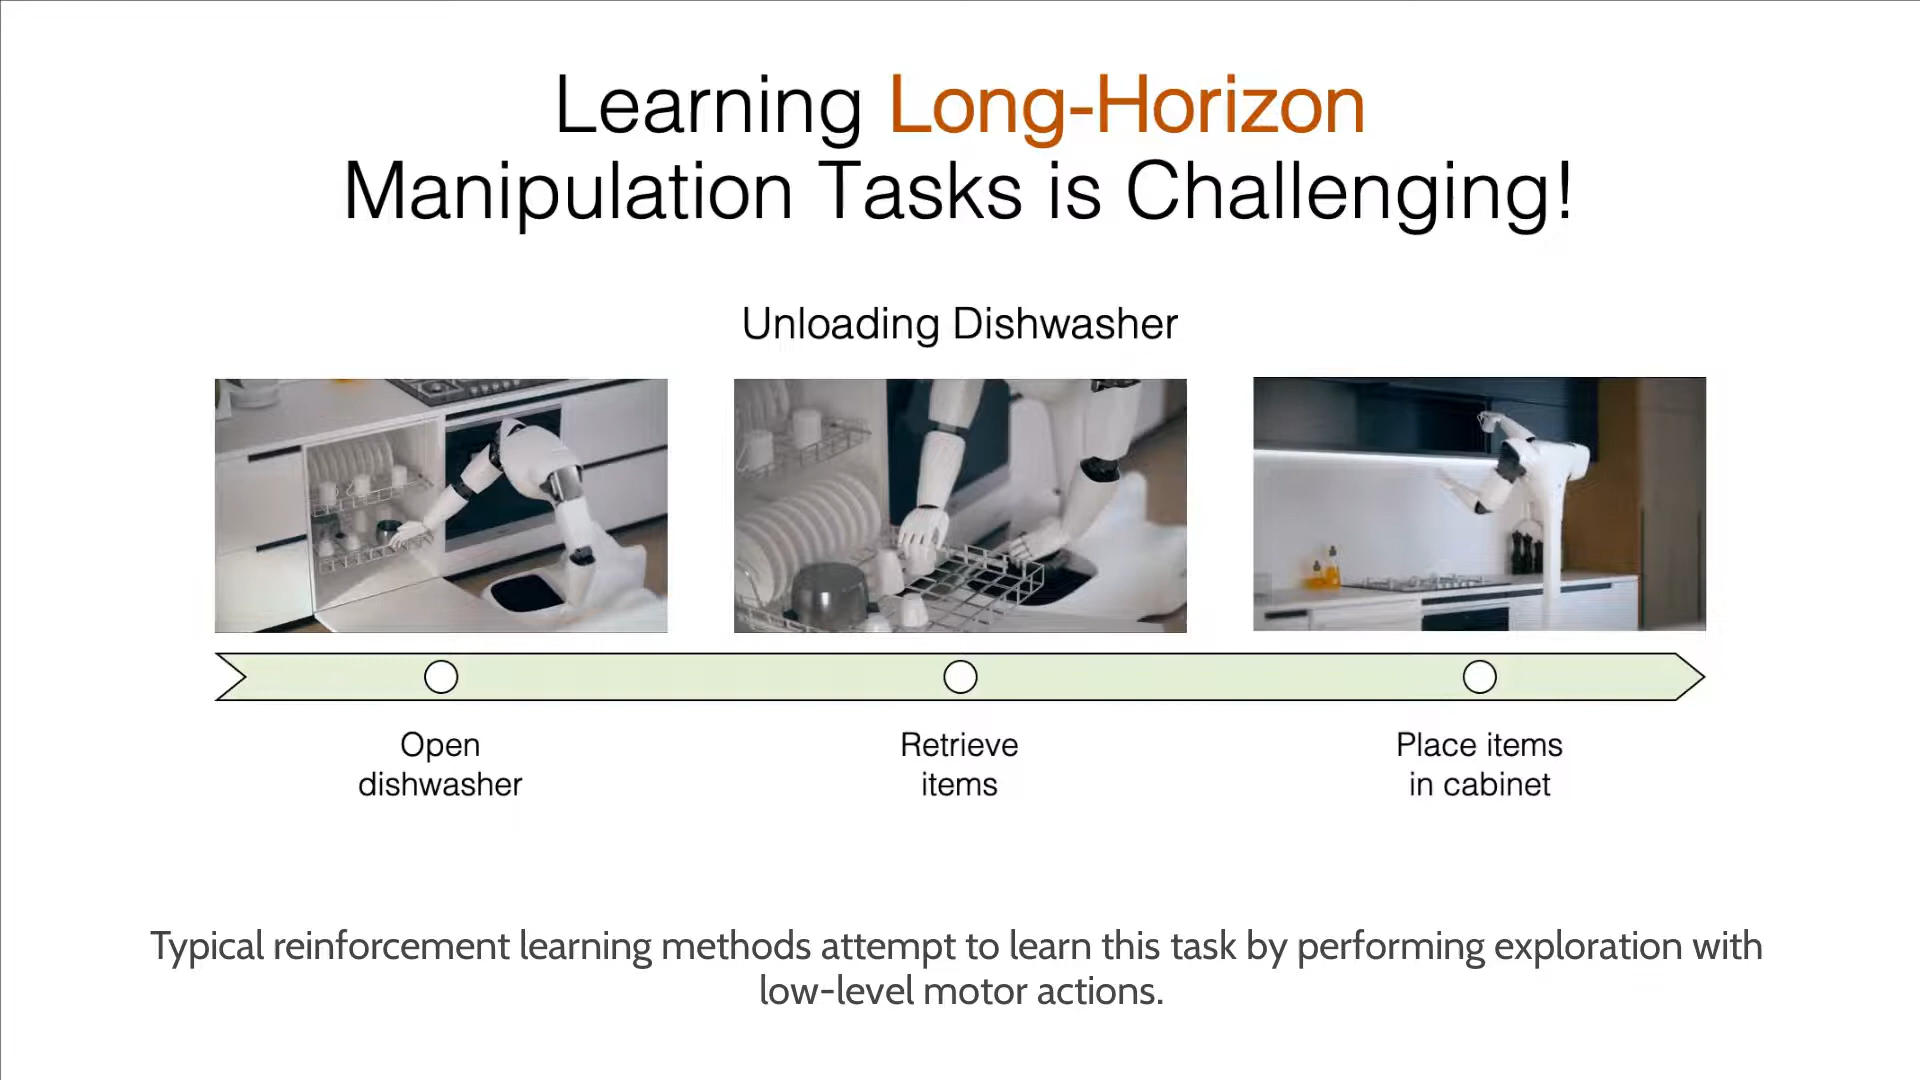 Learning Long-Horizon
Manipulation Tasks is Challenging!
Unloading Dishwasher
Open
dishwasher
Retrieve
items
Place items
in cabinet
Typical reinforcement learning methods attempt to learn this task by performing exploration with
low-level motor actions.